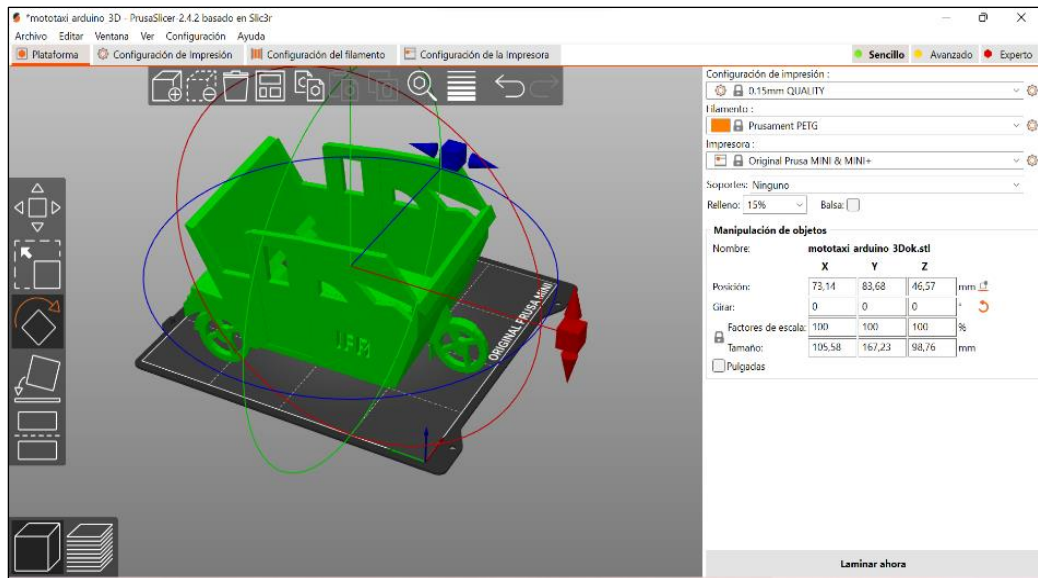 *mototaxi arduino 3D - PrusaSlicer-2.4.2 basado en Slic3r
Archivo Editar Ventana Ver Configuración Ayuda
Plataforma Configuración de Impresión Configuración del filamento Configuración de la Impresora Sencillo Avanzado Experto
Configuración de impresión :
0.15mm QUALITY
Filamento :
Prusament PETG
Impresora :
Original Prusa MINI & MINI+
Soportes: Ninguno
Relleno: 15% Balsa:
Manipulación de objetos
Nombre: mototaxi arduino 3Dok.stl
X Y Z
Posición: 73,14 83,68 46,57 mm
Girar: 0 0 0 °
Factores de escala: 100 100 100 %
Tamaño: 105,58 167,23 98,76 mm
Pulgadas
ORIGINAL PRUSA MINI
Laminar ahora